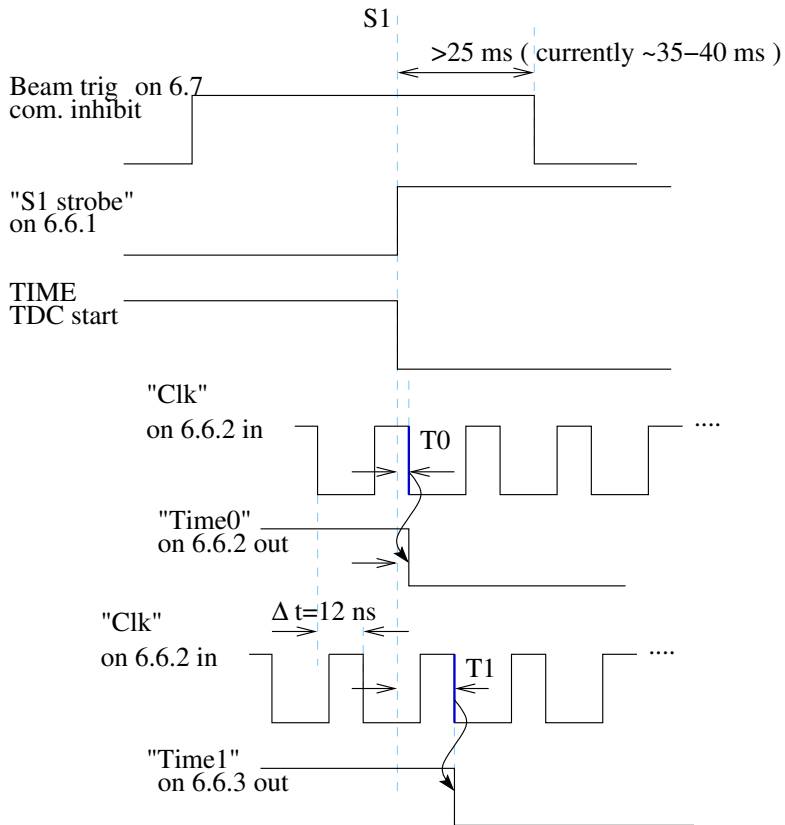 S1
>25 ms ( currently ~35−40 ms )
Beam trig on 6.7
com. inhibit
"S1 strobe"
on 6.6.1
TIME
TDC start
"Clk"
on 6.6.2 in
....
T0
"Time0"
on 6.6.2 out
Δ t=12 ns
"Clk"
on 6.6.2 in
....
T1
"Time1"
on 6.6.3 out